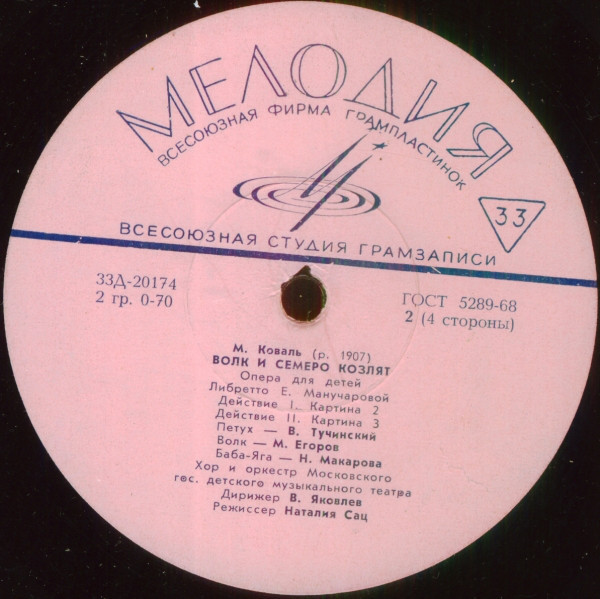 МЕЛОДИЯ
ВСЕСОЮЗНАЯ ФИРМА ГРАМПЛАСТИНОК
33
ВСЕСОЮЗНАЯ СТУДИЯ ГРАМЗАПИСИ
33Д-20174
2 гр. 0-70
ГОСТ 5289-68
2 (4 стороны)
М. Коваль (р. 1907)
ВОЛК И СЕМЕРО КОЗЛЯТ
Опера для детей
Либретто Е. Манучаровой
Действие I. Картина 2
Действие II. Картина 3
Петух — В. Тучинский
Волк — М. Егоров
Баба-Яга — Н. Макарова
Хор и оркестр Московского
гос. детского музыкального театра
Дирижер В. Яковлев
Режиссер Наталия Сац